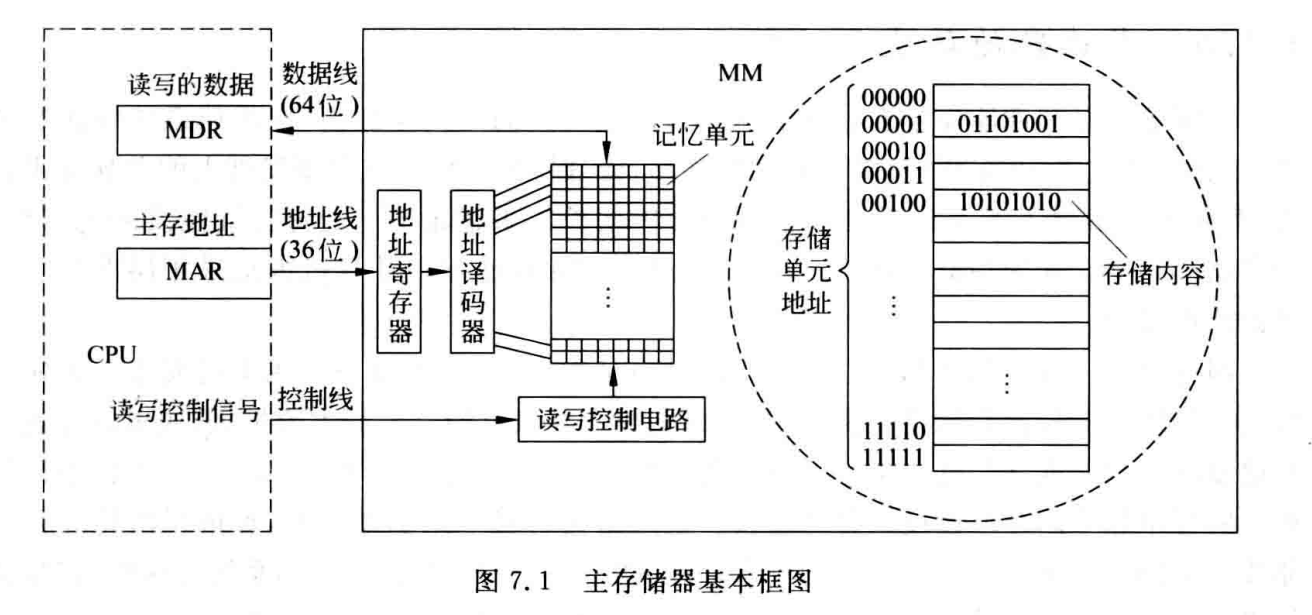 读写的数据
MDR
数据线
(64位)
主存地址
MAR
地址线
(36位)
CPU
读写控制信号
控制线
地址寄存器
地址译码器
记忆单元
⋮
读写控制电路
MM
存储
单元
地址
00000
00001 01101001
00010
00011
00100 10101010
⋮
⋮
11110
11111
存储内容
图 7.1 主存储器基本框图